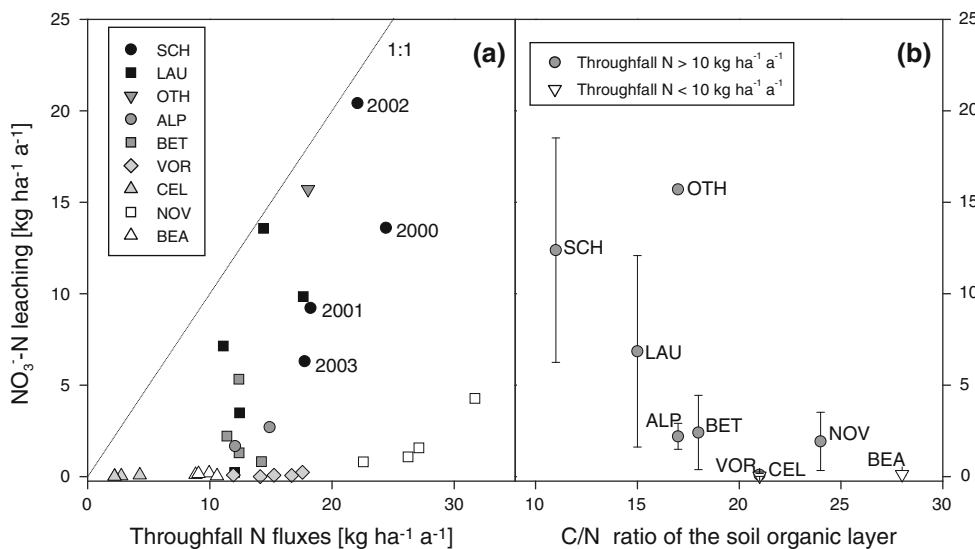 25
20
15
10
5
0
NO₃⁻-N leaching [kg ha⁻¹ a⁻¹]
SCH
LAU
OTH
ALP
BET
VOR
CEL
NOV
BEA
1:1
(a)
2002
2000
2001
2003
0 10 20 30
Throughfall N fluxes [kg ha⁻¹ a⁻¹]
Throughfall N > 10 kg ha⁻¹ a⁻¹
Throughfall N < 10 kg ha⁻¹ a⁻¹
(b)
OTH
SCH
LAU
ALP
BET
NOV
VOR
CEL
BEA
25
20
15
10
5
0
10 15 20 25 30
C/N ratio of the soil organic layer